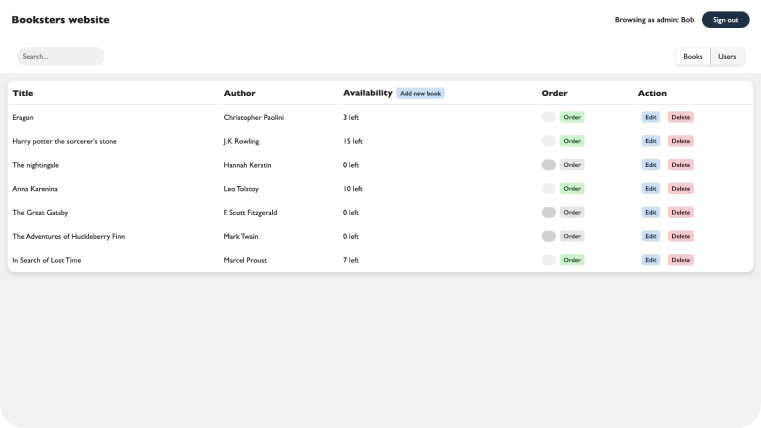 Booksters website
Browsing as admin: Bob
Sign out
Search...
Books Users
Title Author Availability Add new book Order Action
Eragon Christopher Paolini 3 left Order Edit Delete
Harry potter the sorcerer's stone J.K Rowling 15 left Order Edit Delete
The nightingale Hannah Kerstin 0 left Order Edit Delete
Anna Karenina Leo Tolstoy 10 left Order Edit Delete
The Great Gatsby F. Scott Fitzgerald 0 left Order Edit Delete
The Adventures of Huckleberry Finn Mark Twain 0 left Order Edit Delete
In Search of Lost Time Marcel Proust 7 left Order Edit Delete